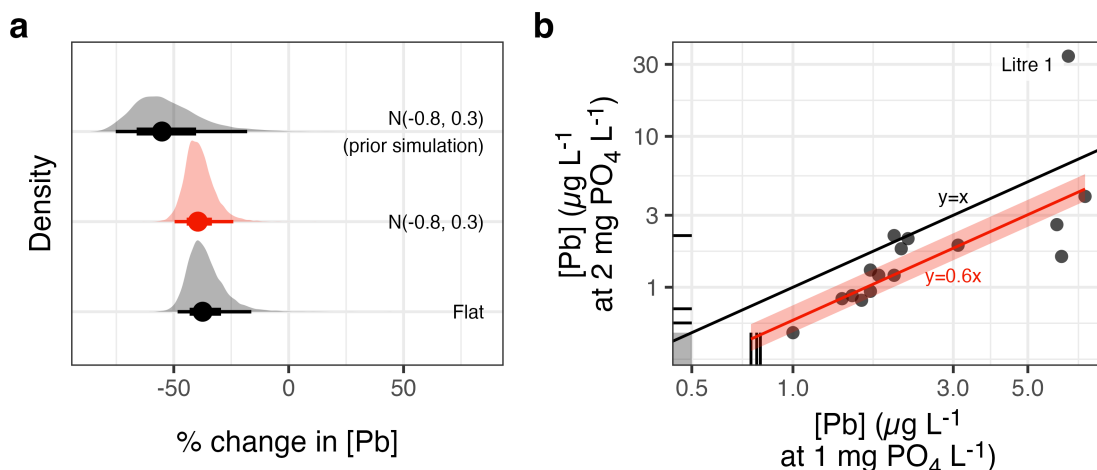 a
Density
N(-0.8, 0.3)
(prior simulation)
N(-0.8, 0.3)
Flat
-50
0
50
% change in [Pb]
b
[Pb] (µg L⁻¹
at 2 mg PO₄ L⁻¹)
30
10
3
1
Litre 1
y=x
y=0.6x
0.5
1.0
3.0
5.0
[Pb] (µg L⁻¹
at 1 mg PO₄ L⁻¹)